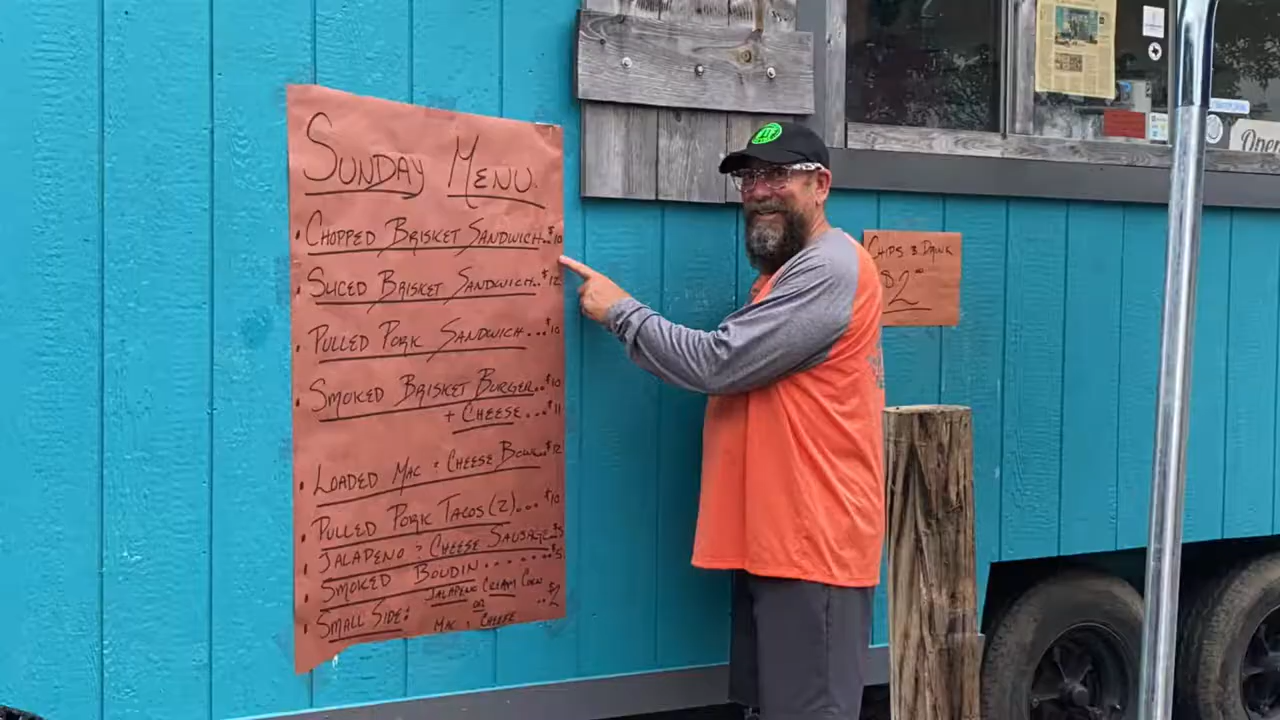 SUNDAY MENU
• CHOPPED BRISKET SANDWICH..$10
• SLICED BRISKET SANDWICH..$12
• PULLED PORK SANDWICH...$10
• SMOKED BRISKET BURGER..$10
+ CHEESE...$11
• LOADED MAC & CHEESE BOWL..$12
• PULLED PORK TACOS (2)...$10
• JALAPENO & CHEESE SAUSAGE $5
• SMOKED BOUDIN.......$5
• SMALL SIDE: JALAPENO CREAM CORN ..$2
OR
MAC & CHEESE
CHIPS & DRINK
$2.00
Open